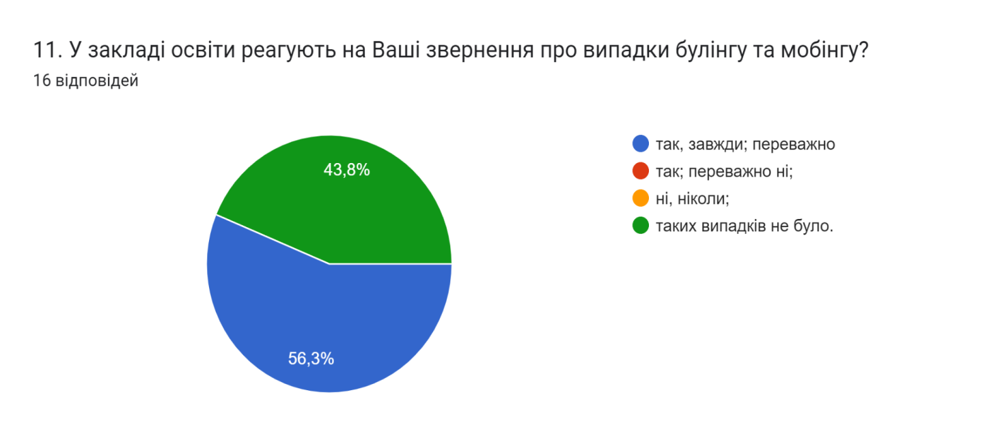 11. У закладі освіти реагують на Ваші звернення про випадки булінгу та мобінгу?
16 відповідей
43,8%
56,3%
так, завжди; переважно
так; переважно ні;
ні, ніколи;
таких випадків не було.